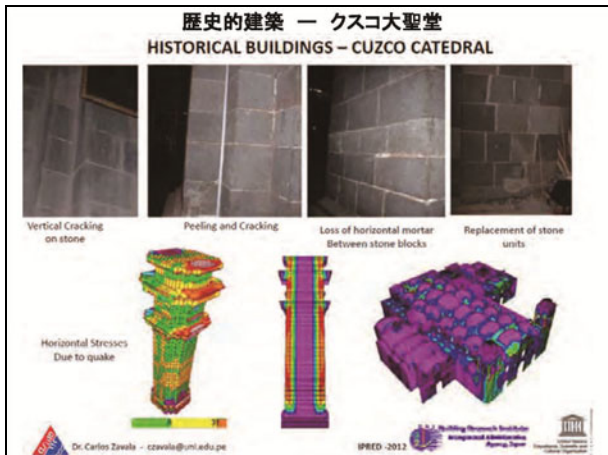 歴史的建築 ー クスコ大聖堂
HISTORICAL BUILDINGS – CUZCO CATEDRAL
Vertical Cracking
on stone
Peeling and Cracking
Loss of horizontal mortar
Between stone blocks
Replacement of stone
units
Horizontal Stresses
Due to quake
Dr. Carlos Zavala - czavala@uni.edu.pe
IPRED -2012
Building Research Institute